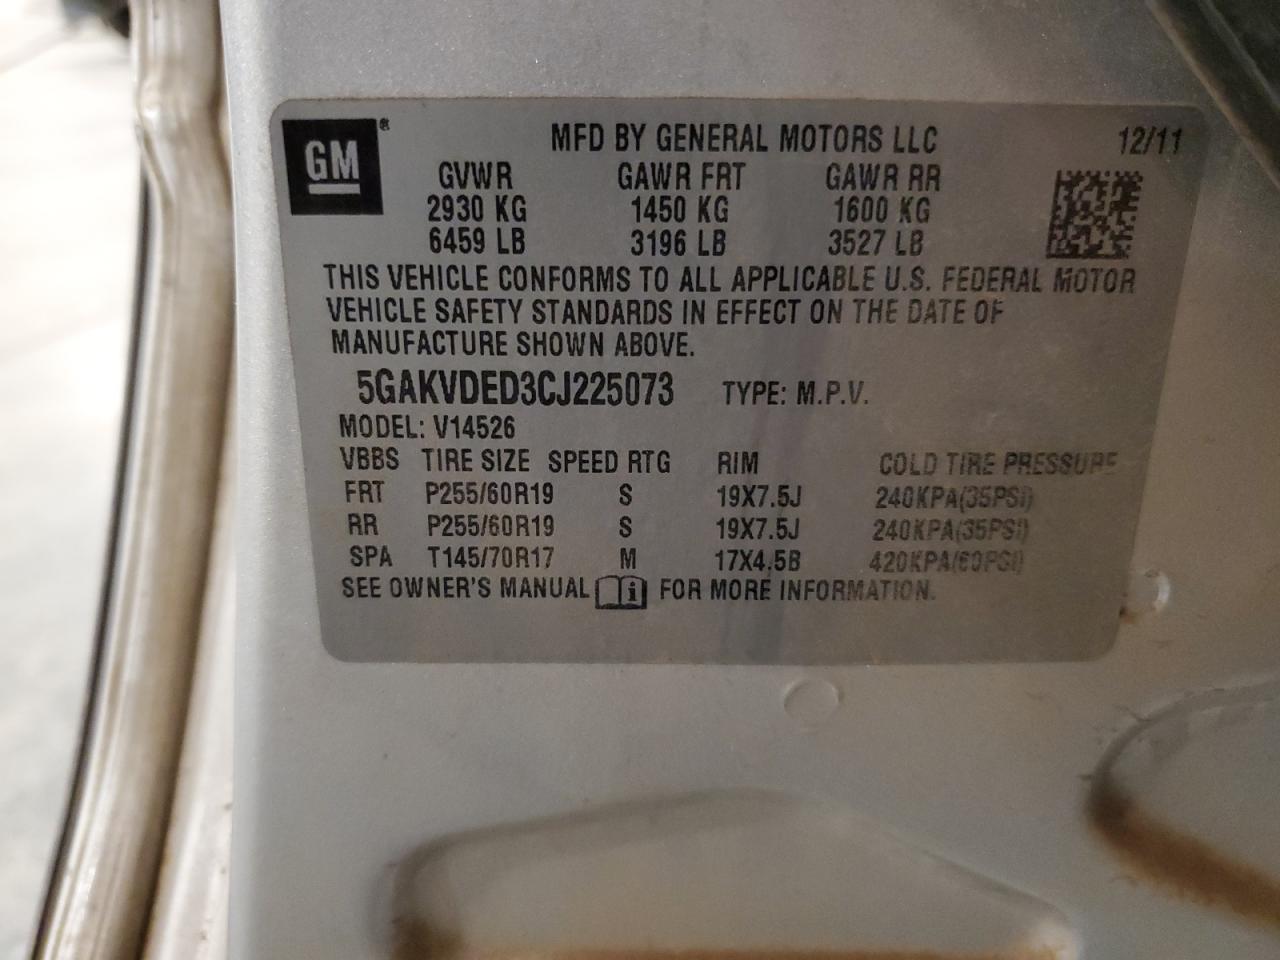 GM®
MFD BY GENERAL MOTORS LLC 12/11
GVWR GAWR FRT GAWR RR
2930 KG 1450 KG 1600 KG
6459 LB 3196 LB 3527 LB
THIS VEHICLE CONFORMS TO ALL APPLICABLE U.S. FEDERAL MOTOR
VEHICLE SAFETY STANDARDS IN EFFECT ON THE DATE OF
MANUFACTURE SHOWN ABOVE.
5GAKVDED3CJ225073 TYPE: M.P.V.
MODEL: V14526
VBBS TIRE SIZE SPEED RTG RIM COLD TIRE PRESSURE
FRT P255/60R19 S 19X7.5J 240KPA(35PSI)
RR P255/60R19 S 19X7.5J 240KPA(35PSI)
SPA T145/70R17 M 17X4.5B 420KPA(60PSI)
SEE OWNER'S MANUAL FOR MORE INFORMATION.